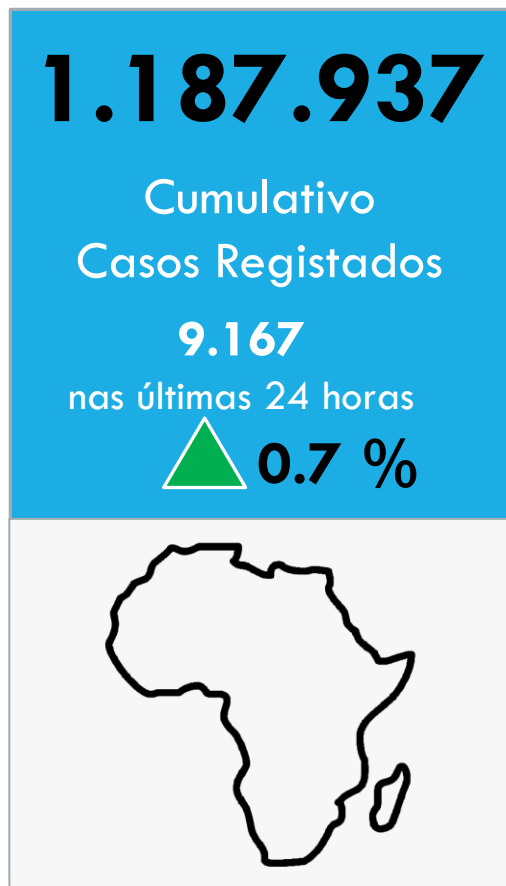 1.187.937
Cumulativo
Casos Registados
9.167
nas últimas 24 horas
0.7 %